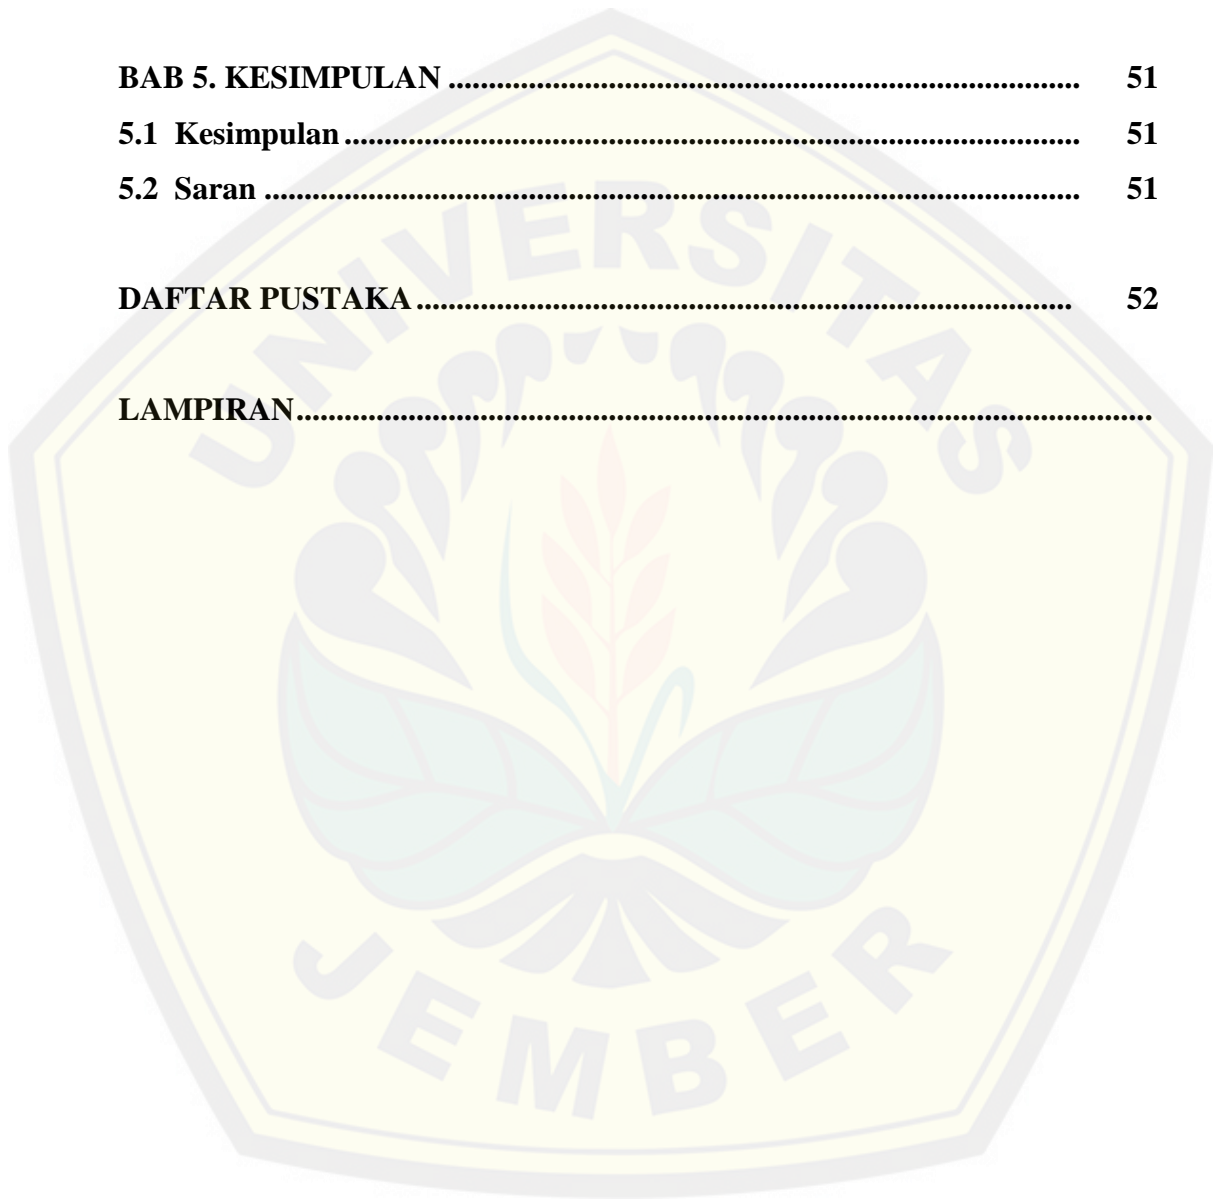 BAB 5. KESIMPULAN ............................................................................... 51
5.1 Kesimpulan ............................................................................................ 51
5.2 Saran ...................................................................................................... 51
UNIVERSITAS
DAFTAR PUSTAKA .................................................................................. 52
LAMPIRAN...........................................................................................................
JEMBER